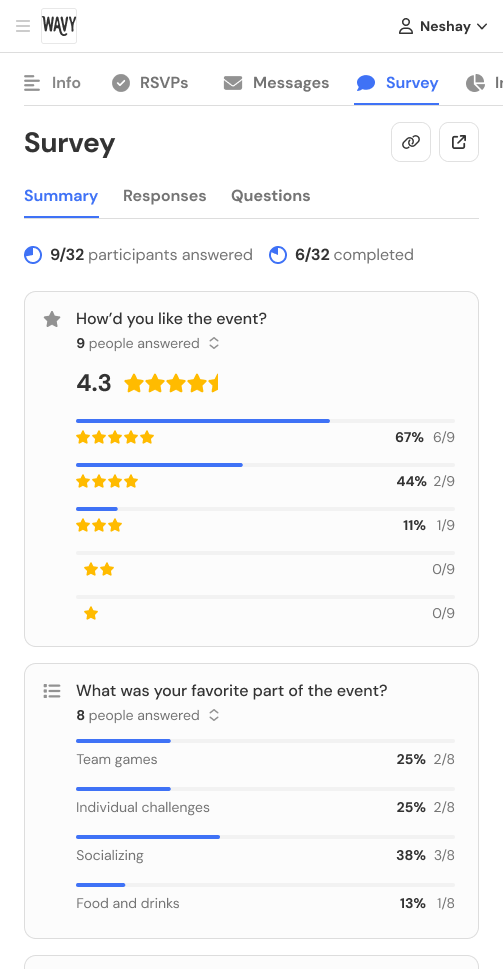 WAVY
Neshay
Info RSVPs Messages Survey
Survey
Summary Responses Questions
9/32 participants answered 6/32 completed
How’d you like the event?
9 people answered
4.3
67% 6/9
44% 2/9
11% 1/9
0/9
0/9
What was your favorite part of the event?
8 people answered
Team games 25% 2/8
Individual challenges 25% 2/8
Socializing 38% 3/8
Food and drinks 13% 1/8